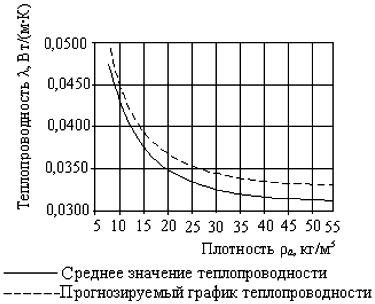 Теплопроводность λ, Вт/(м·К)
0,0500
0,0450
0,0400
0,0350
0,0300
5 10 15 20 25 30 35 40 45 50 55
Плотность ρa, кг/м³
Среднее значение теплопроводности
Прогнозируемый график теплопроводности